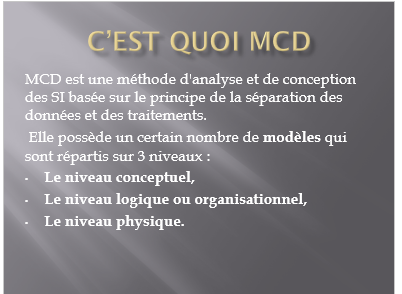 C'EST QUOI MCD
MCD est une méthode d'analyse et de conception
des SI basée sur le principe de la séparation des
données et des traitements.
Elle possède un certain nombre de modèles qui
sont répartis sur 3 niveaux :
• Le niveau conceptuel,
• Le niveau logique ou organisationnel,
• Le niveau physique.